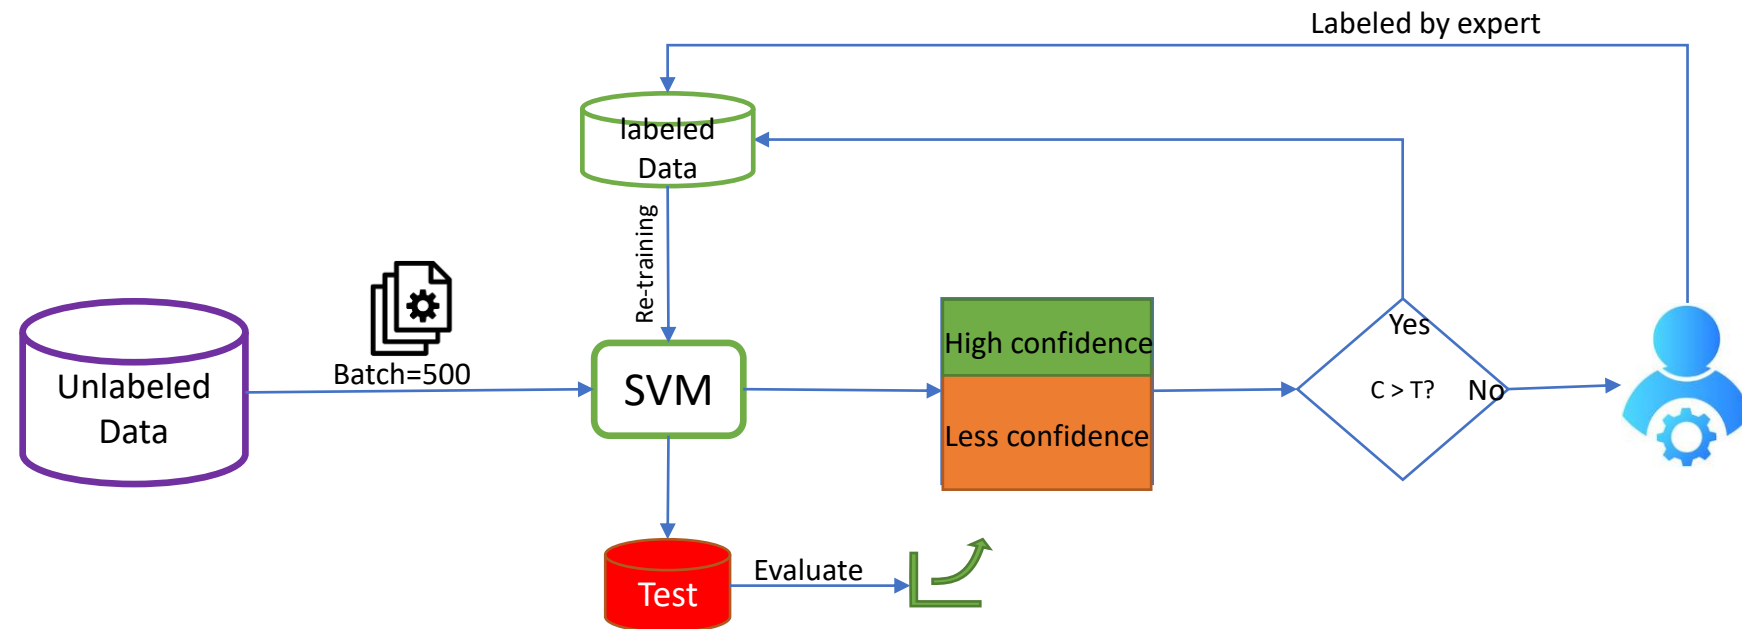 Labeled by expert
labeled
Data
Re-training
Unlabeled
Data
Batch=500
SVM
High confidence
Less confidence
Yes
C > T?
No
Test
Evaluate